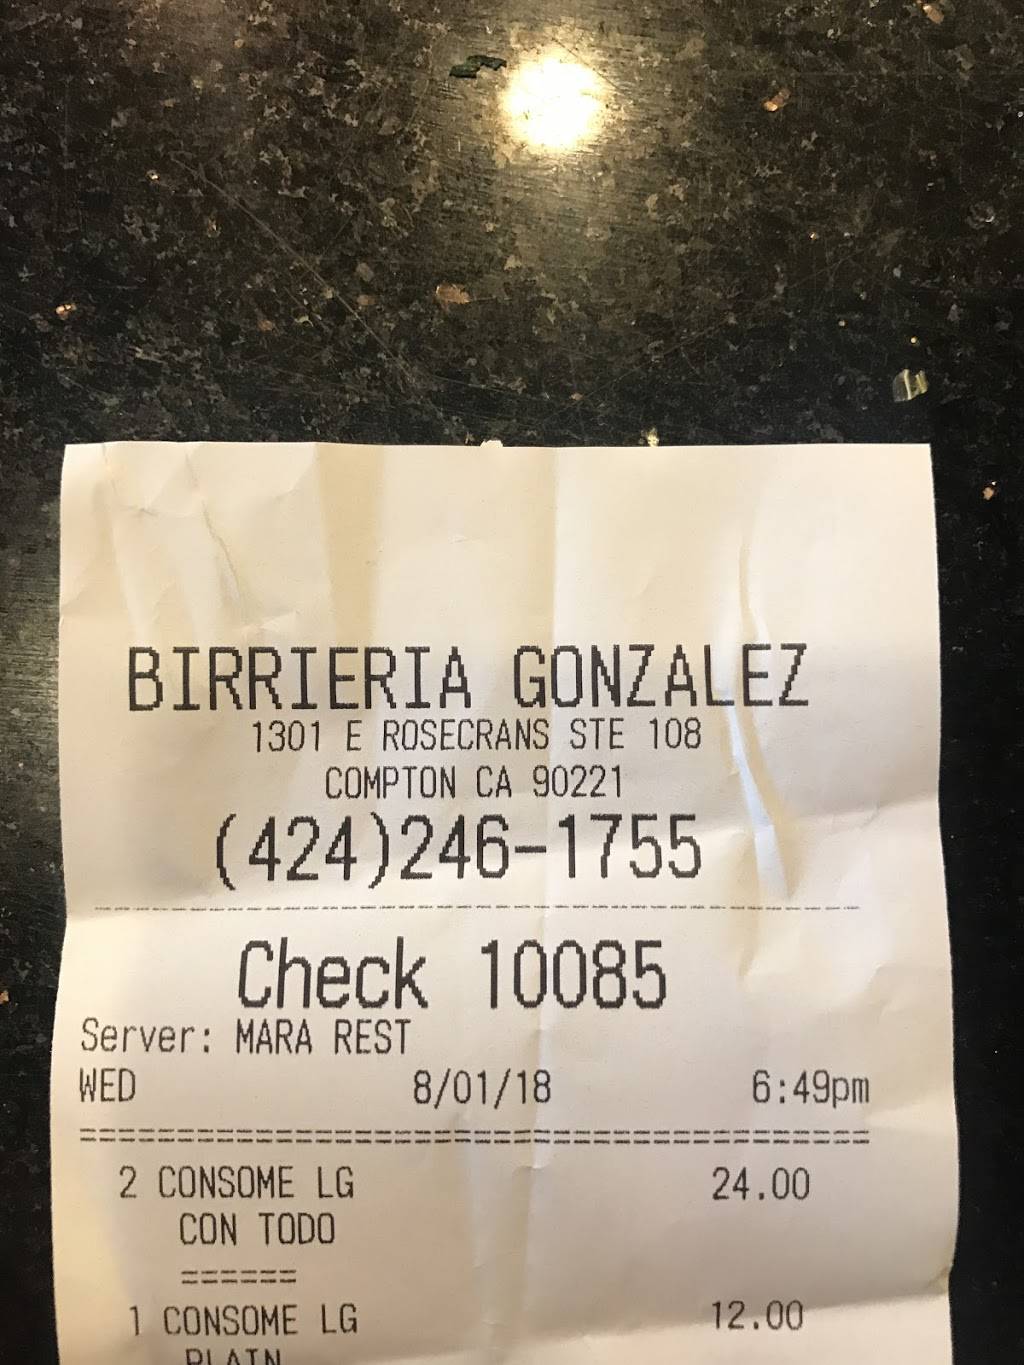 BIRRIERIA GONZALEZ
1301 E ROSECRANS STE 108
COMPTON CA 90221
(424)246-1755
Check 10085
Server: MARA REST
WED 8/01/18 6:49pm
2 CONSOME LG 24.00
CON TODO
1 CONSOME LG 12.00
PLAIN